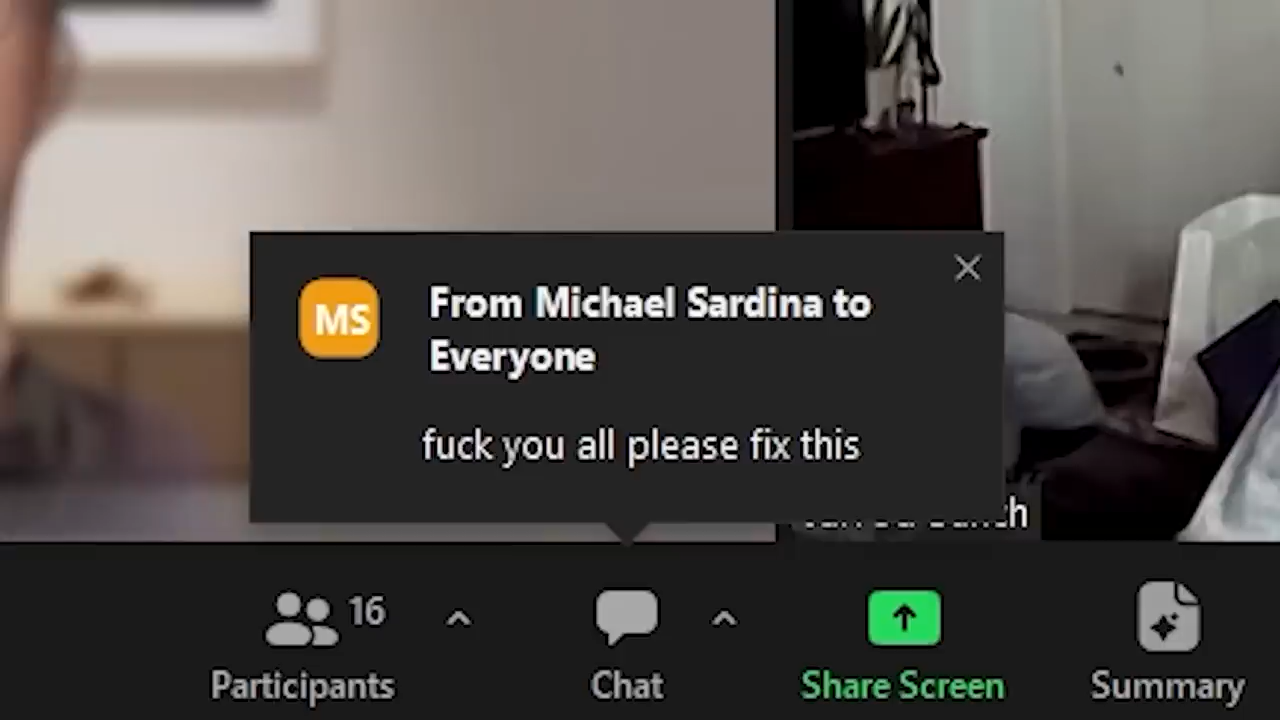 MS
From Michael Sardina to
Everyone
fuck you all please fix this
16
Participants
Chat
Share Screen
Summary